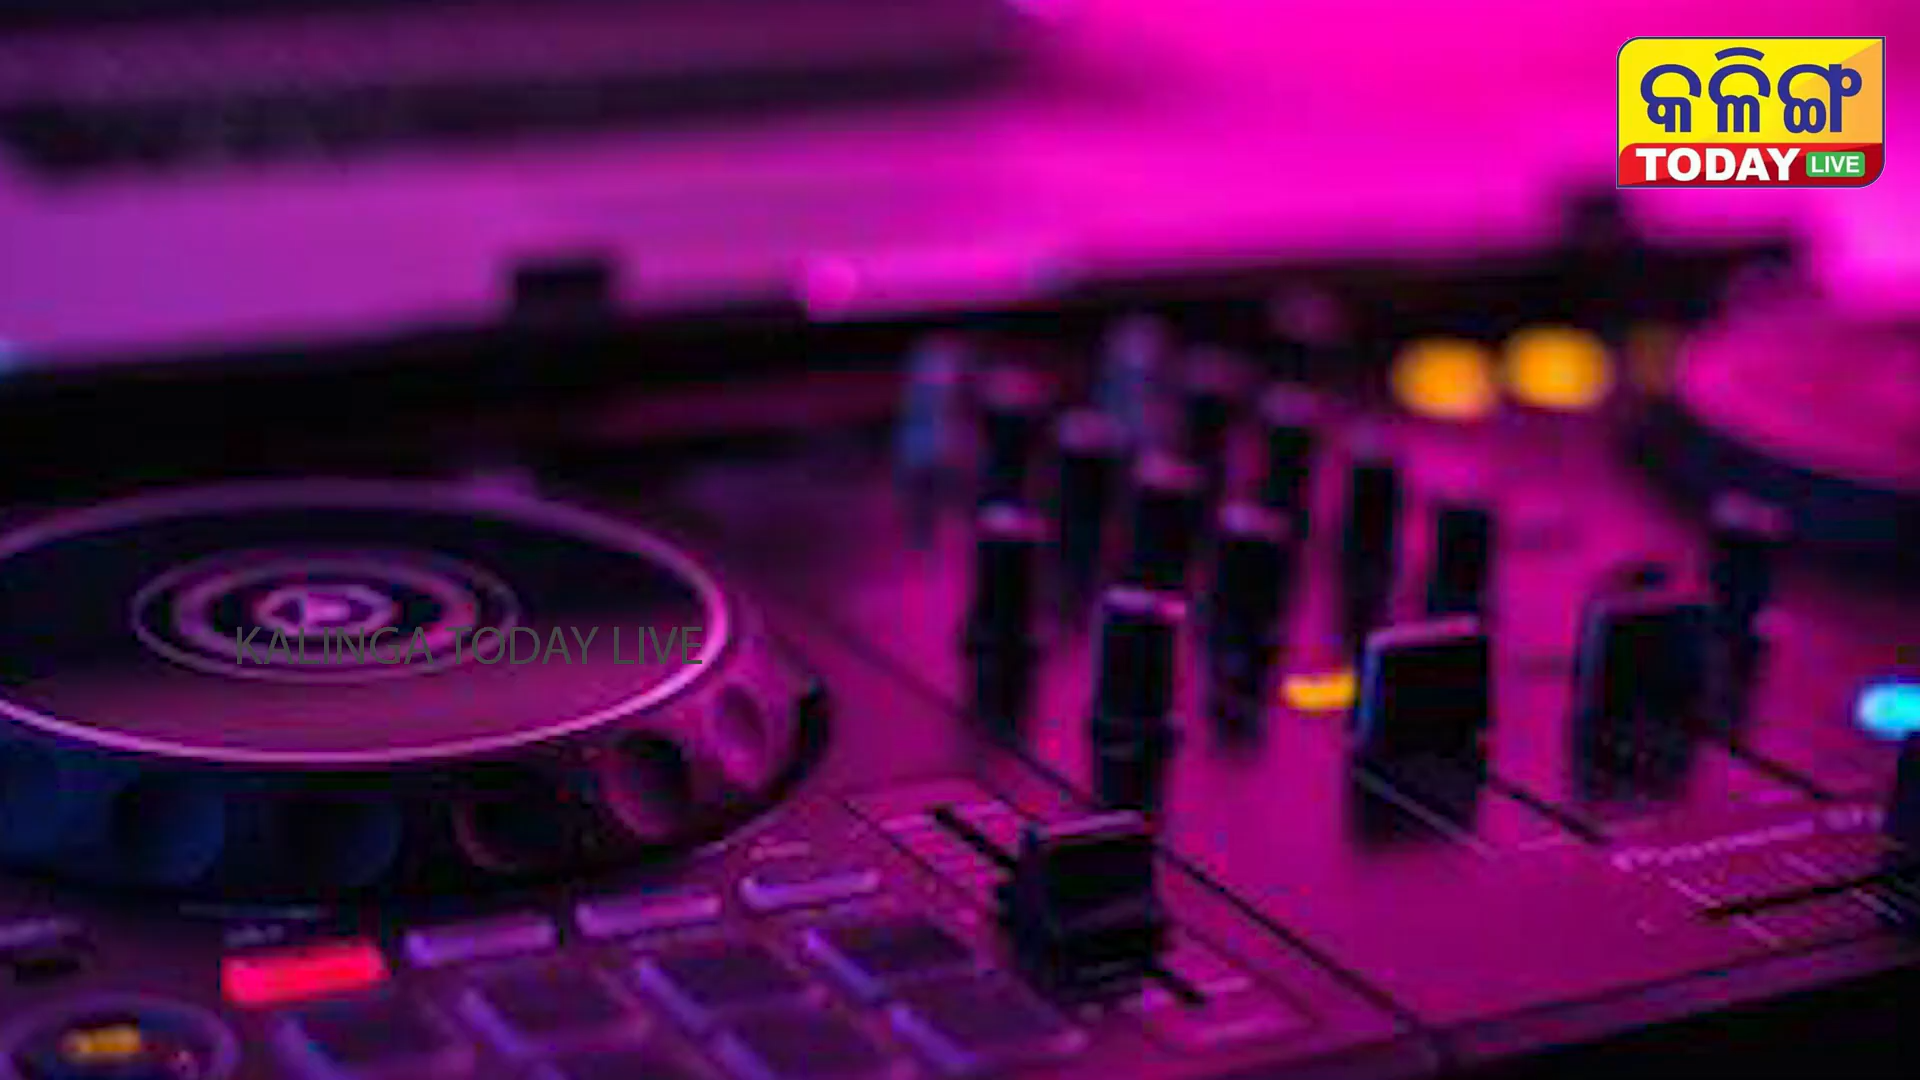 କଳିଙ୍ଗ
TODAY LIVE
KALINGA TODAY LIVE